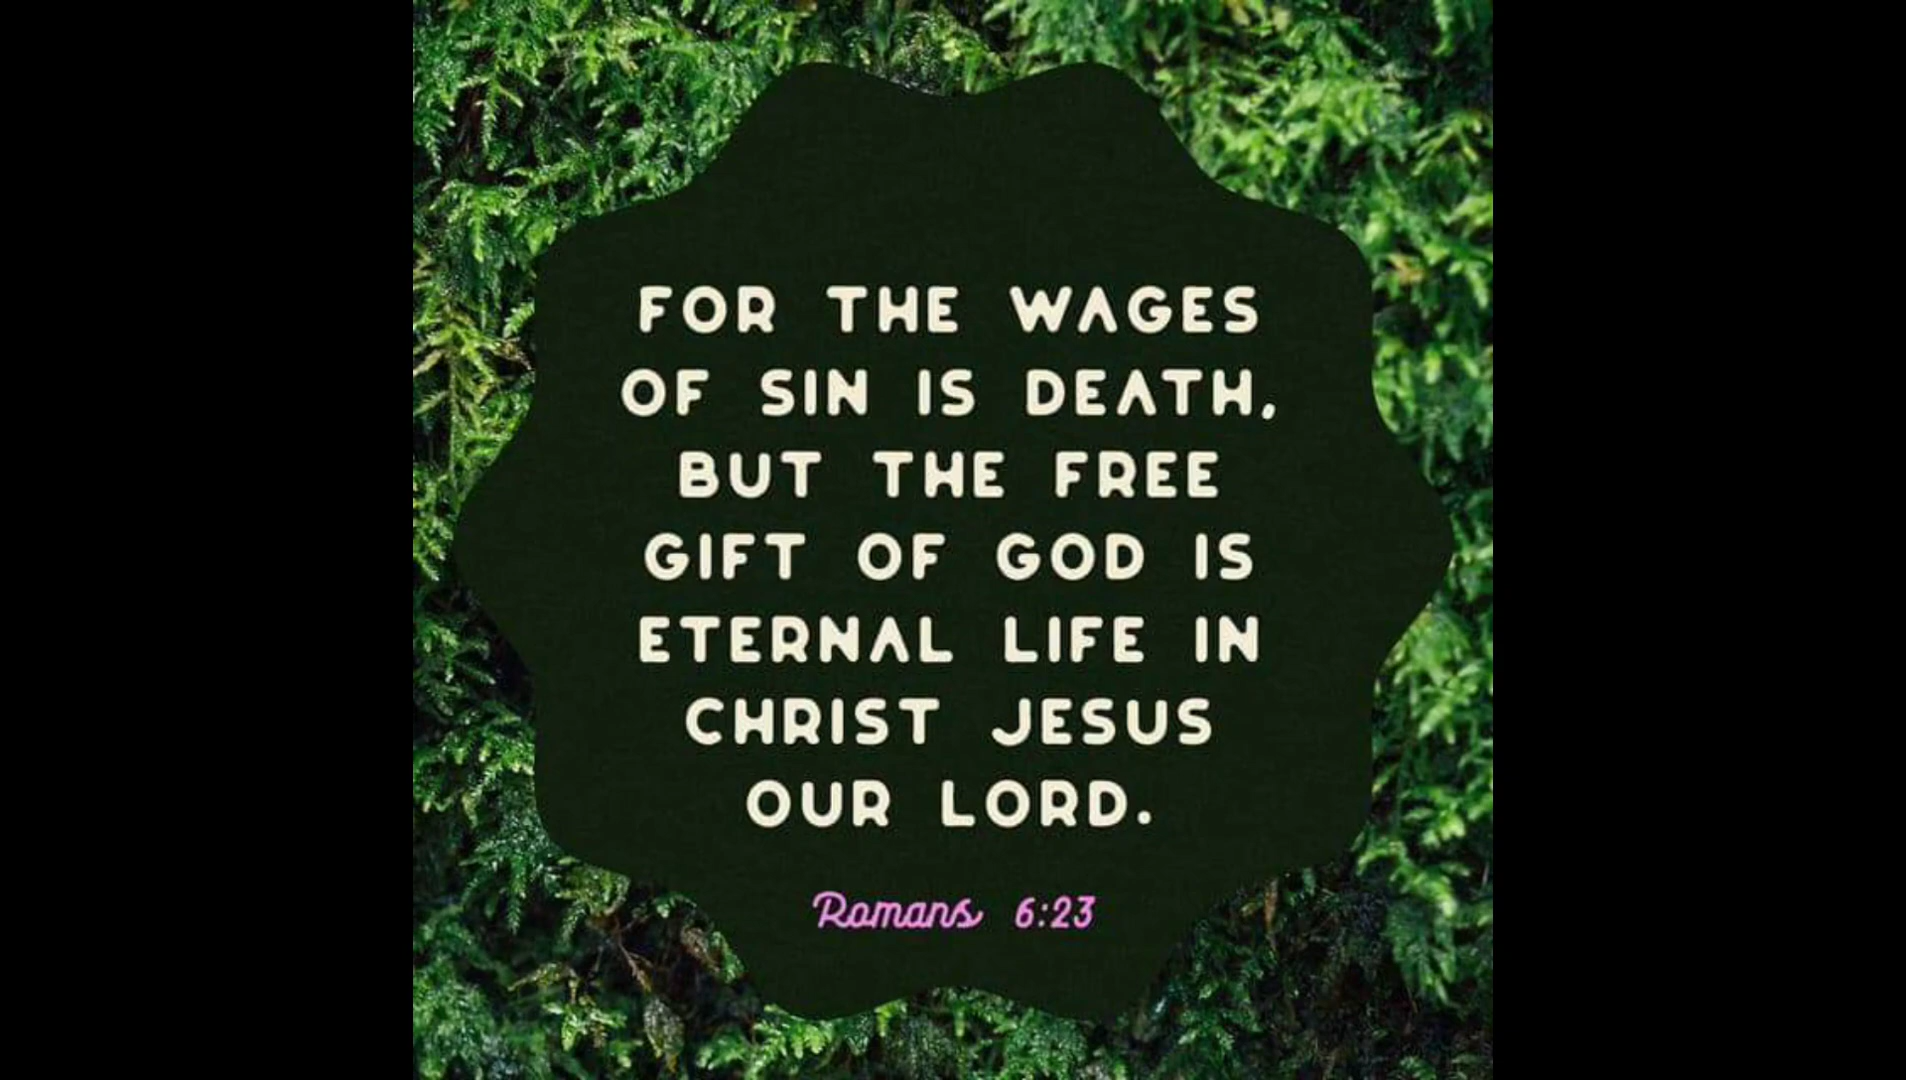 FOR THE WAGES
OF SIN IS DEATH,
BUT THE FREE
GIFT OF GOD IS
ETERNAL LIFE IN
CHRIST JESUS
OUR LORD.
Romans 6:23